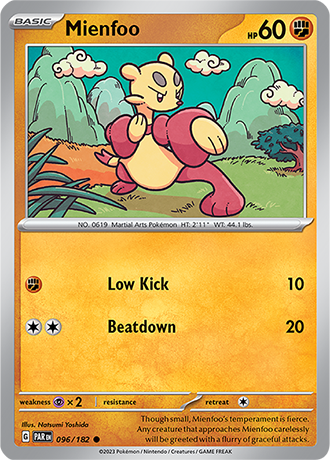 BASIC
Mienfoo
HP 60
NO. 0619 Martial Arts Pokémon HT: 2'11" WT: 44.1 lbs.
Low Kick 10
Beatdown 20
weakness ×2 resistance retreat
Illus. Natsumi Yoshida
G PAR EN 096/182
Though small, Mienfoo's temperament is fierce.
Any creature that approaches Mienfoo carelessly
will be greeted with a flurry of graceful attacks.
©2023 Pokémon / Nintendo / Creatures / GAME FREAK